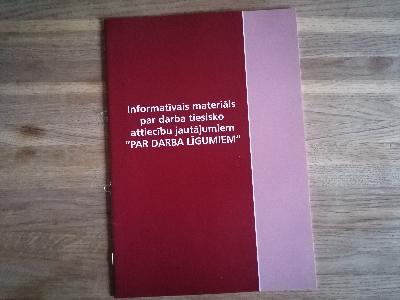 Informatīvais materiāls
par darba tiesisko
attiecību jautājumiem
"PAR DARBA LĪGUMIEM"